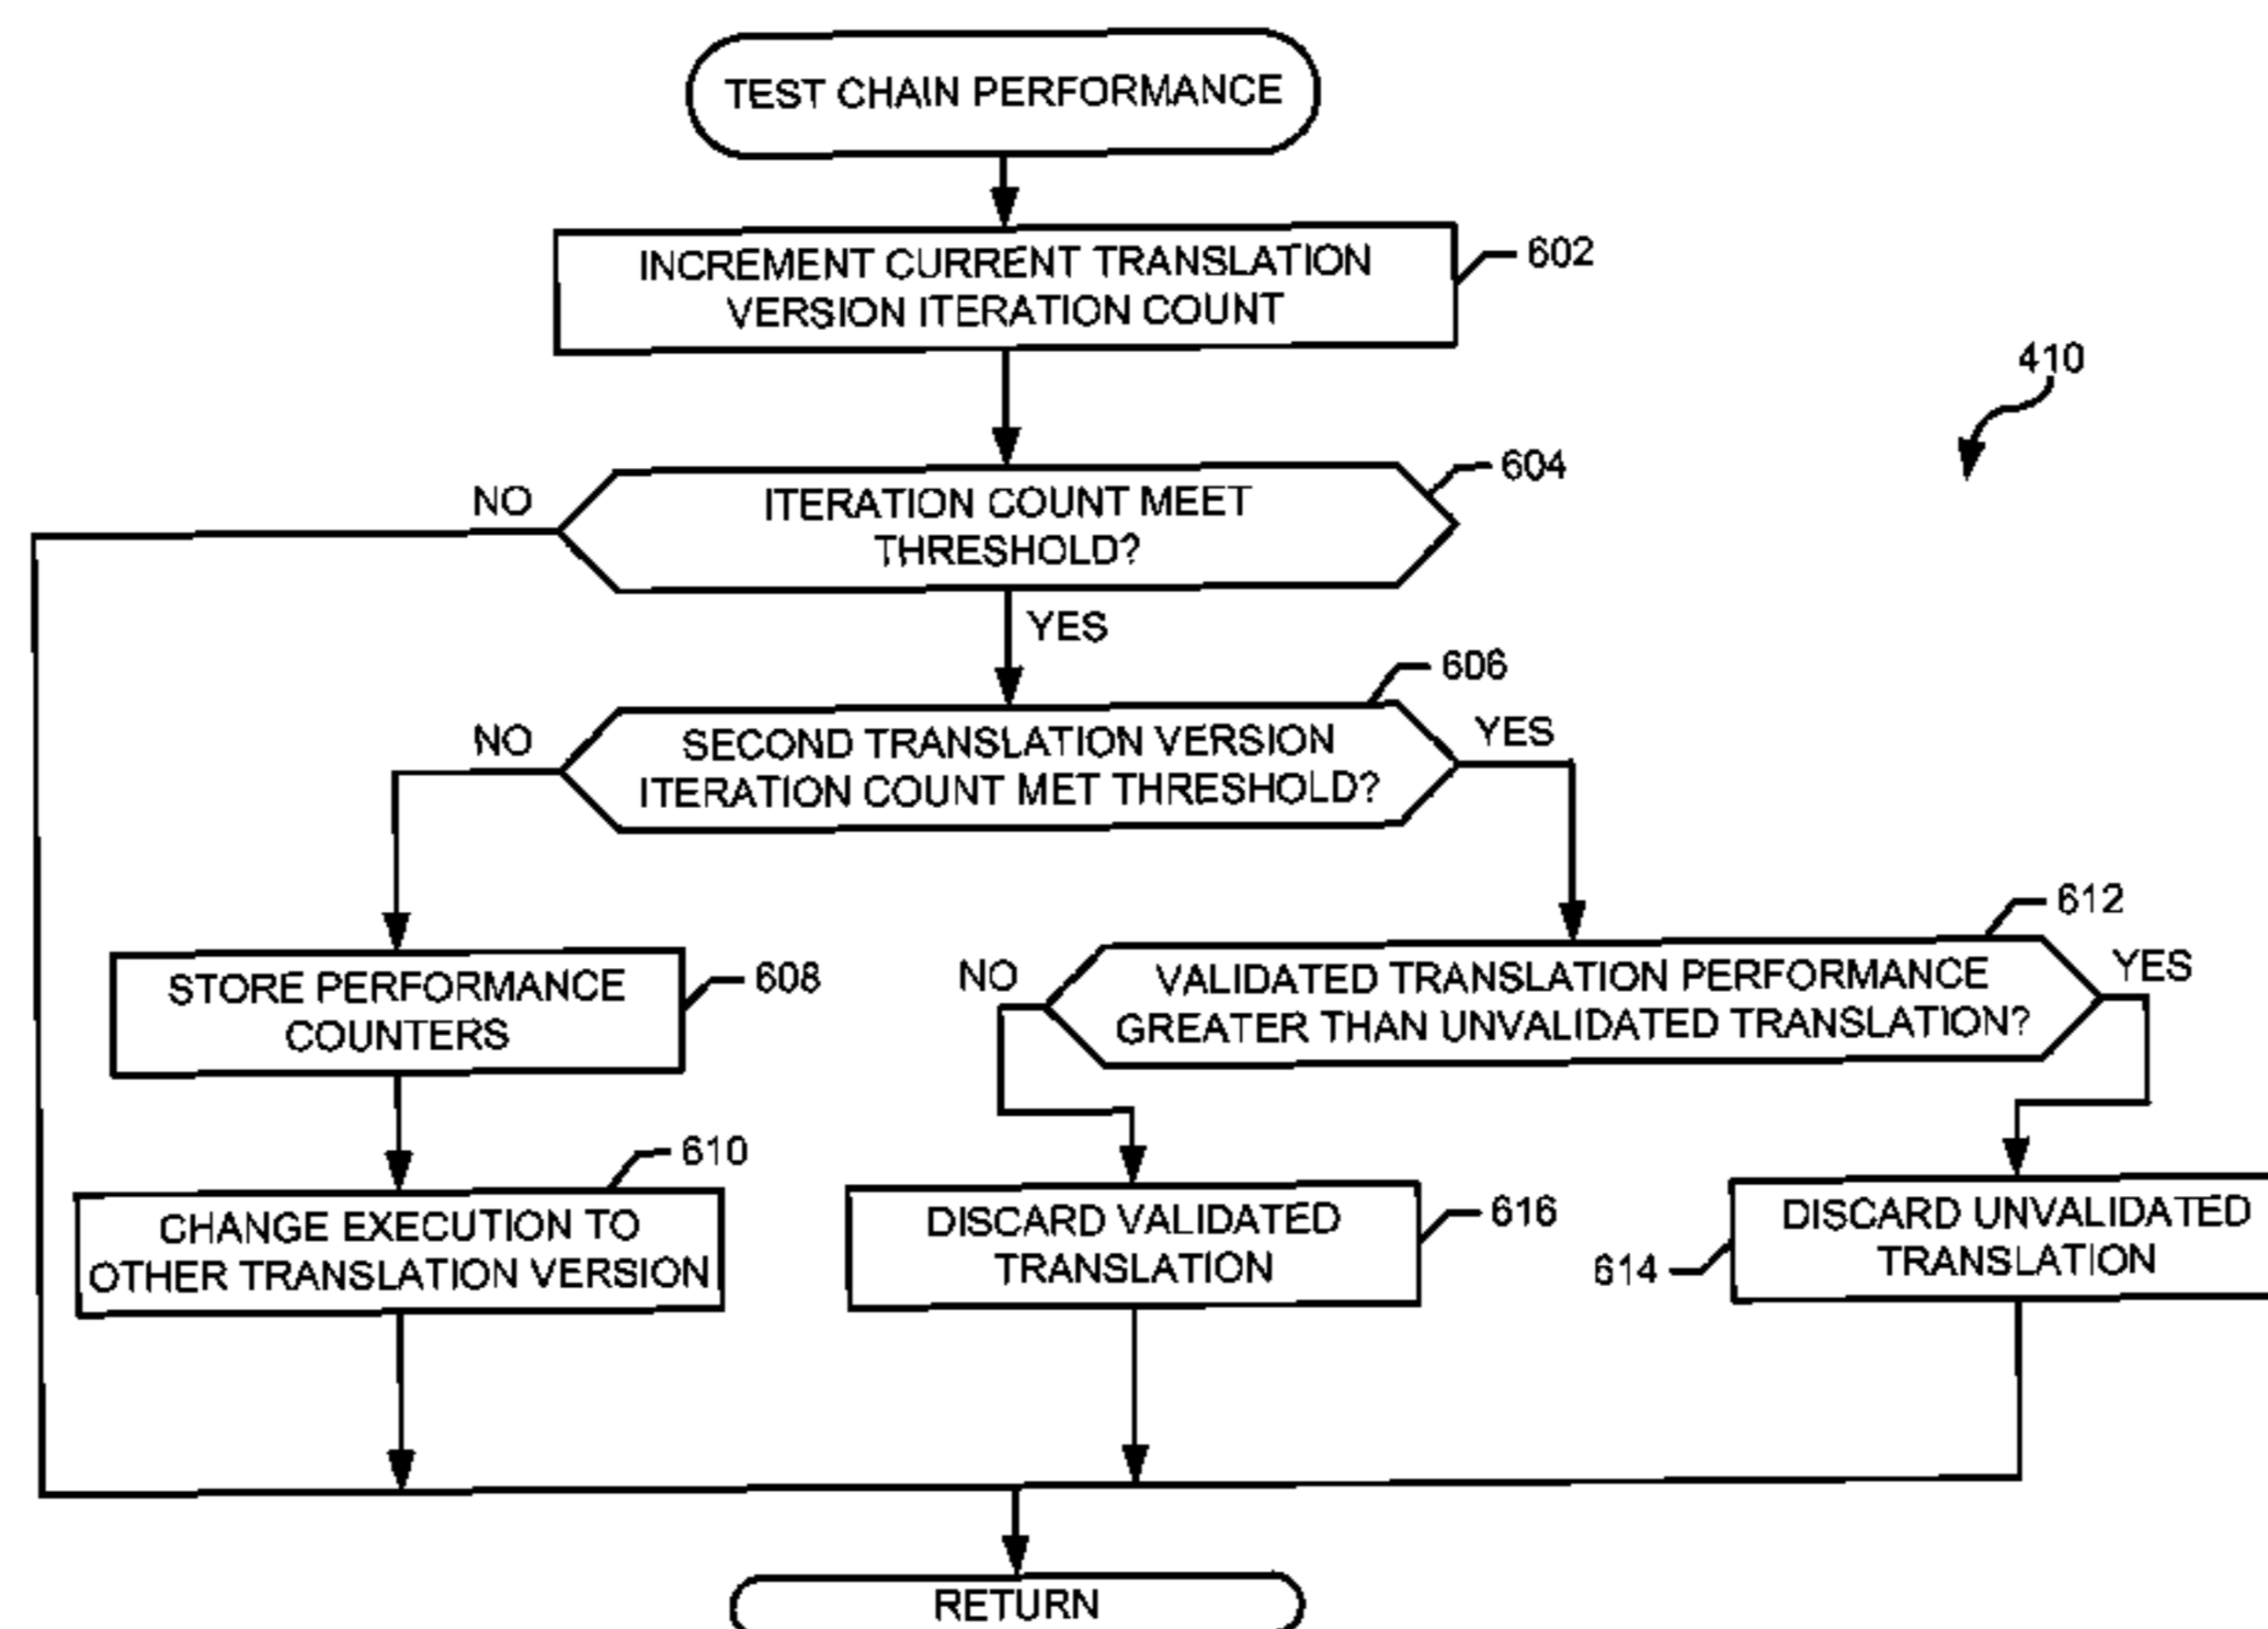 TEST CHAIN PERFORMANCE
INCREMENT CURRENT TRANSLATION
VERSION ITERATION COUNT
602
410
604
NO
ITERATION COUNT MEET
THRESHOLD?
YES
606
NO
SECOND TRANSLATION VERSION
ITERATION COUNT MET THRESHOLD?
YES
612
STORE PERFORMANCE
COUNTERS
608
NO
VALIDATED TRANSLATION PERFORMANCE
GREATER THAN UNVALIDATED TRANSLATION?
YES
610
CHANGE EXECUTION TO
OTHER TRANSLATION VERSION
DISCARD VALIDATED
TRANSLATION
616
614
DISCARD UNVALIDATED
TRANSLATION
RETURN